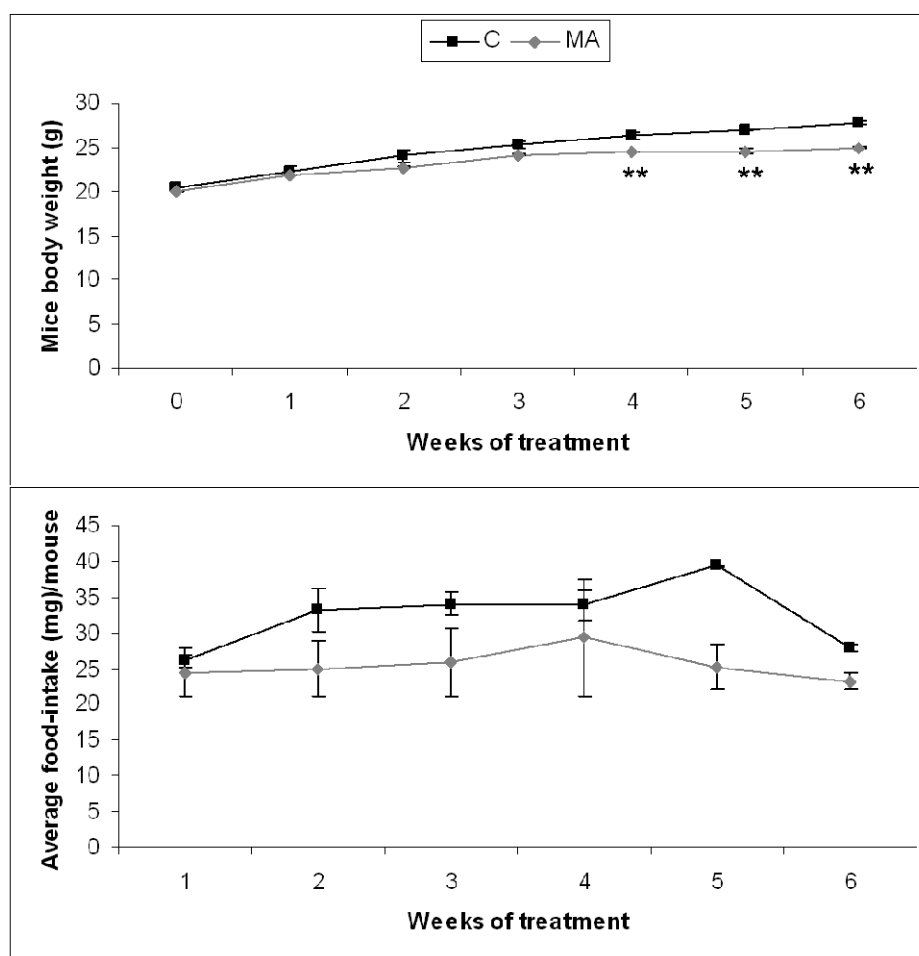 C MA
Mice body weight (g)
30
25
20
15
10
5
0
** ** **
0 1 2 3 4 5 6
Weeks of treatment
Average food-intake (mg)/mouse
45
40
35
30
25
20
15
10
5
0
1 2 3 4 5 6
Weeks of treatment